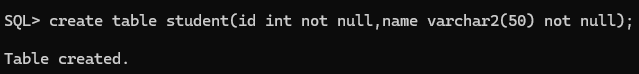 SQL> create table student(id int not null,name varchar2(50) not null);
Table created.